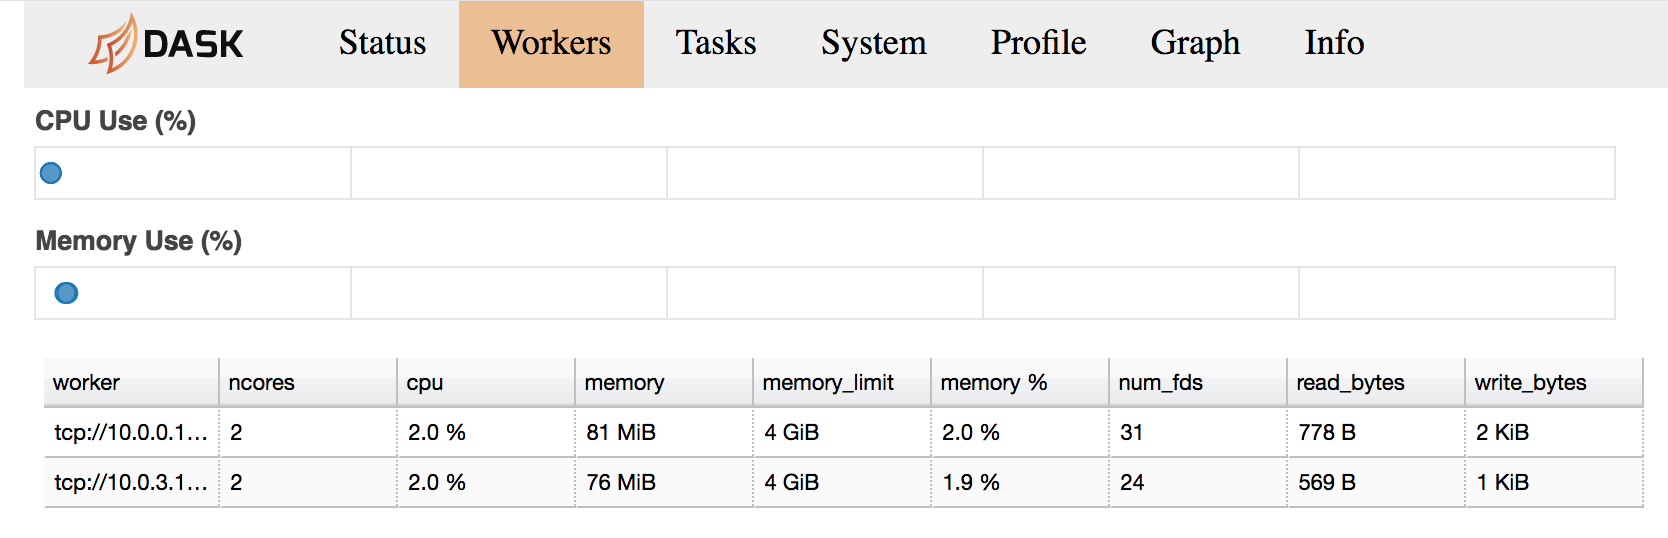 DASK Status Workers Tasks System Profile Graph Info
CPU Use (%)
Memory Use (%)
worker ncores cpu memory memory_limit memory % num_fds read_bytes write_bytes
tcp://10.0.0.1... 2 2.0 % 81 MiB 4 GiB 2.0 % 31 778 B 2 KiB
tcp://10.0.3.1... 2 2.0 % 76 MiB 4 GiB 1.9 % 24 569 B 1 KiB